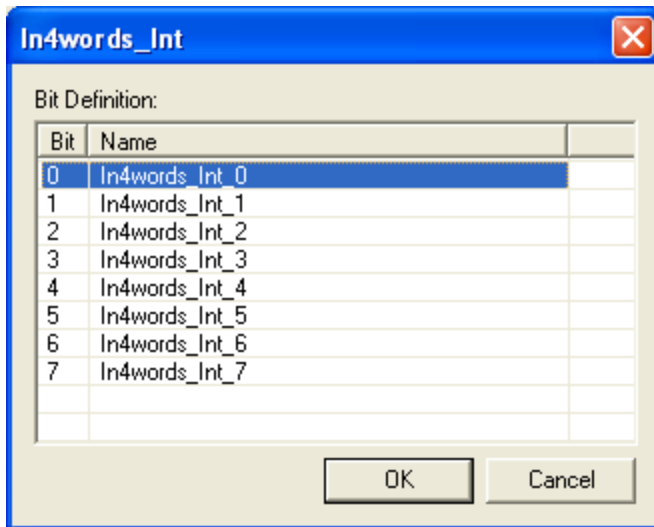 In4words_Int
Bit Definition:
Bit Name
0 In4words_Int_0
1 In4words_Int_1
2 In4words_Int_2
3 In4words_Int_3
4 In4words_Int_4
5 In4words_Int_5
6 In4words_Int_6
7 In4words_Int_7
OK Cancel